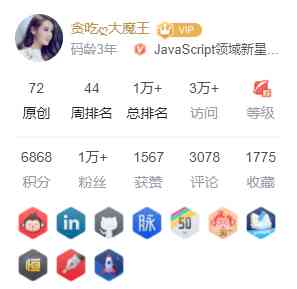 贪吃ღ大魔王 VIP
码龄3年 JavaScript领域新星...
72 44 1万+ 3万+
原创 周排名 总排名 访问 等级
6868 1万+ 1567 3078 1775
积分 粉丝 获赞 评论 收藏
in 脉 50
恒